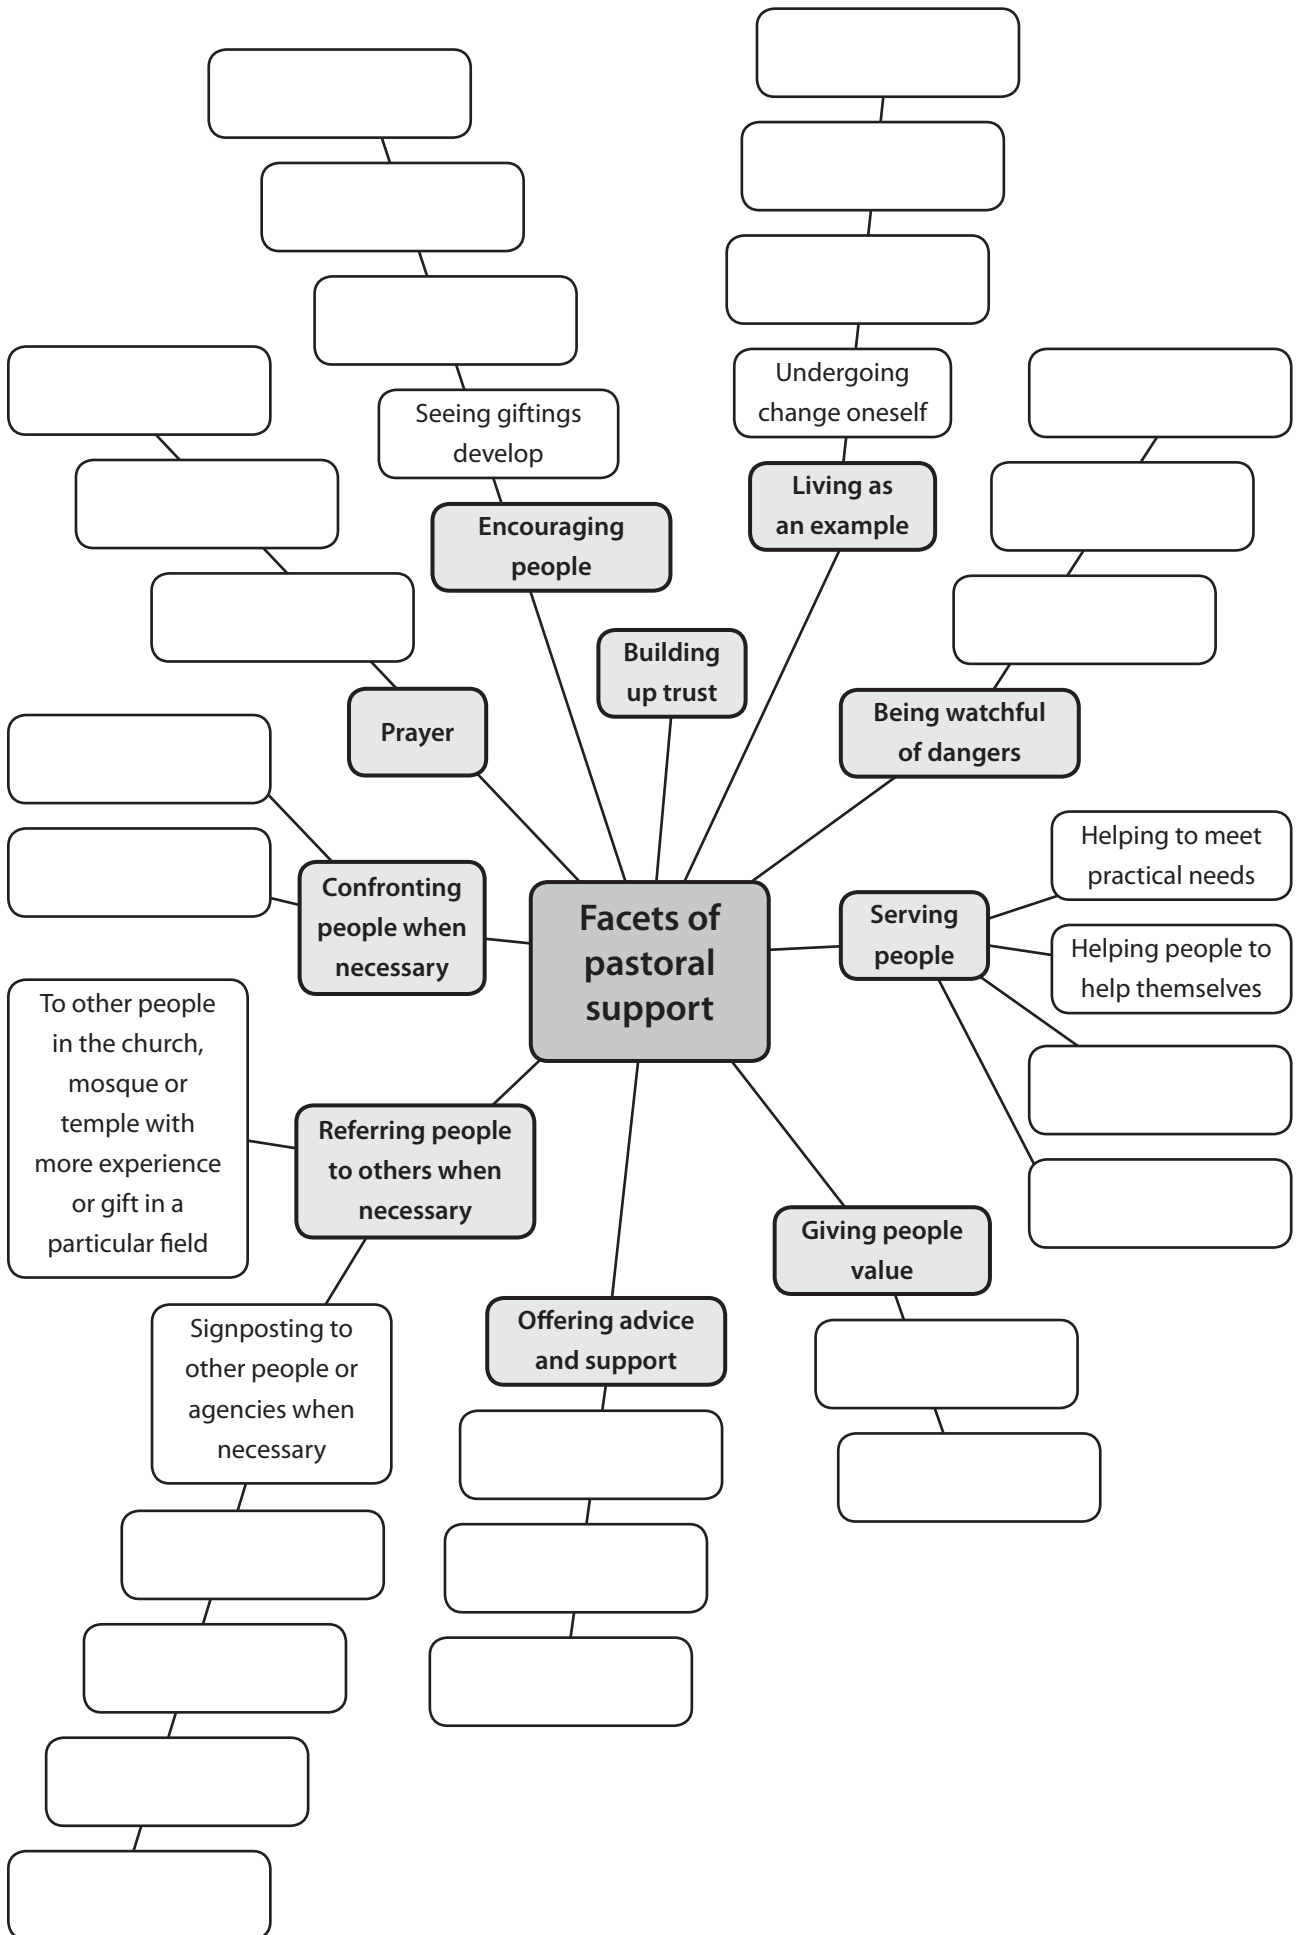 Undergoing
change oneself
Seeing giftings
develop
Living as
an example
Encouraging
people
Building
up trust
Prayer
Being watchful
of dangers
Helping to meet
practical needs
Confronting
people when
necessary
Facets of
pastoral
support
Serving
people
Helping people to
help themselves
To other people
in the church,
mosque or
temple with
more experience
or gift in a
particular field
Referring people
to others when
necessary
Giving people
value
Signposting to
other people or
agencies when
necessary
Offering advice
and support